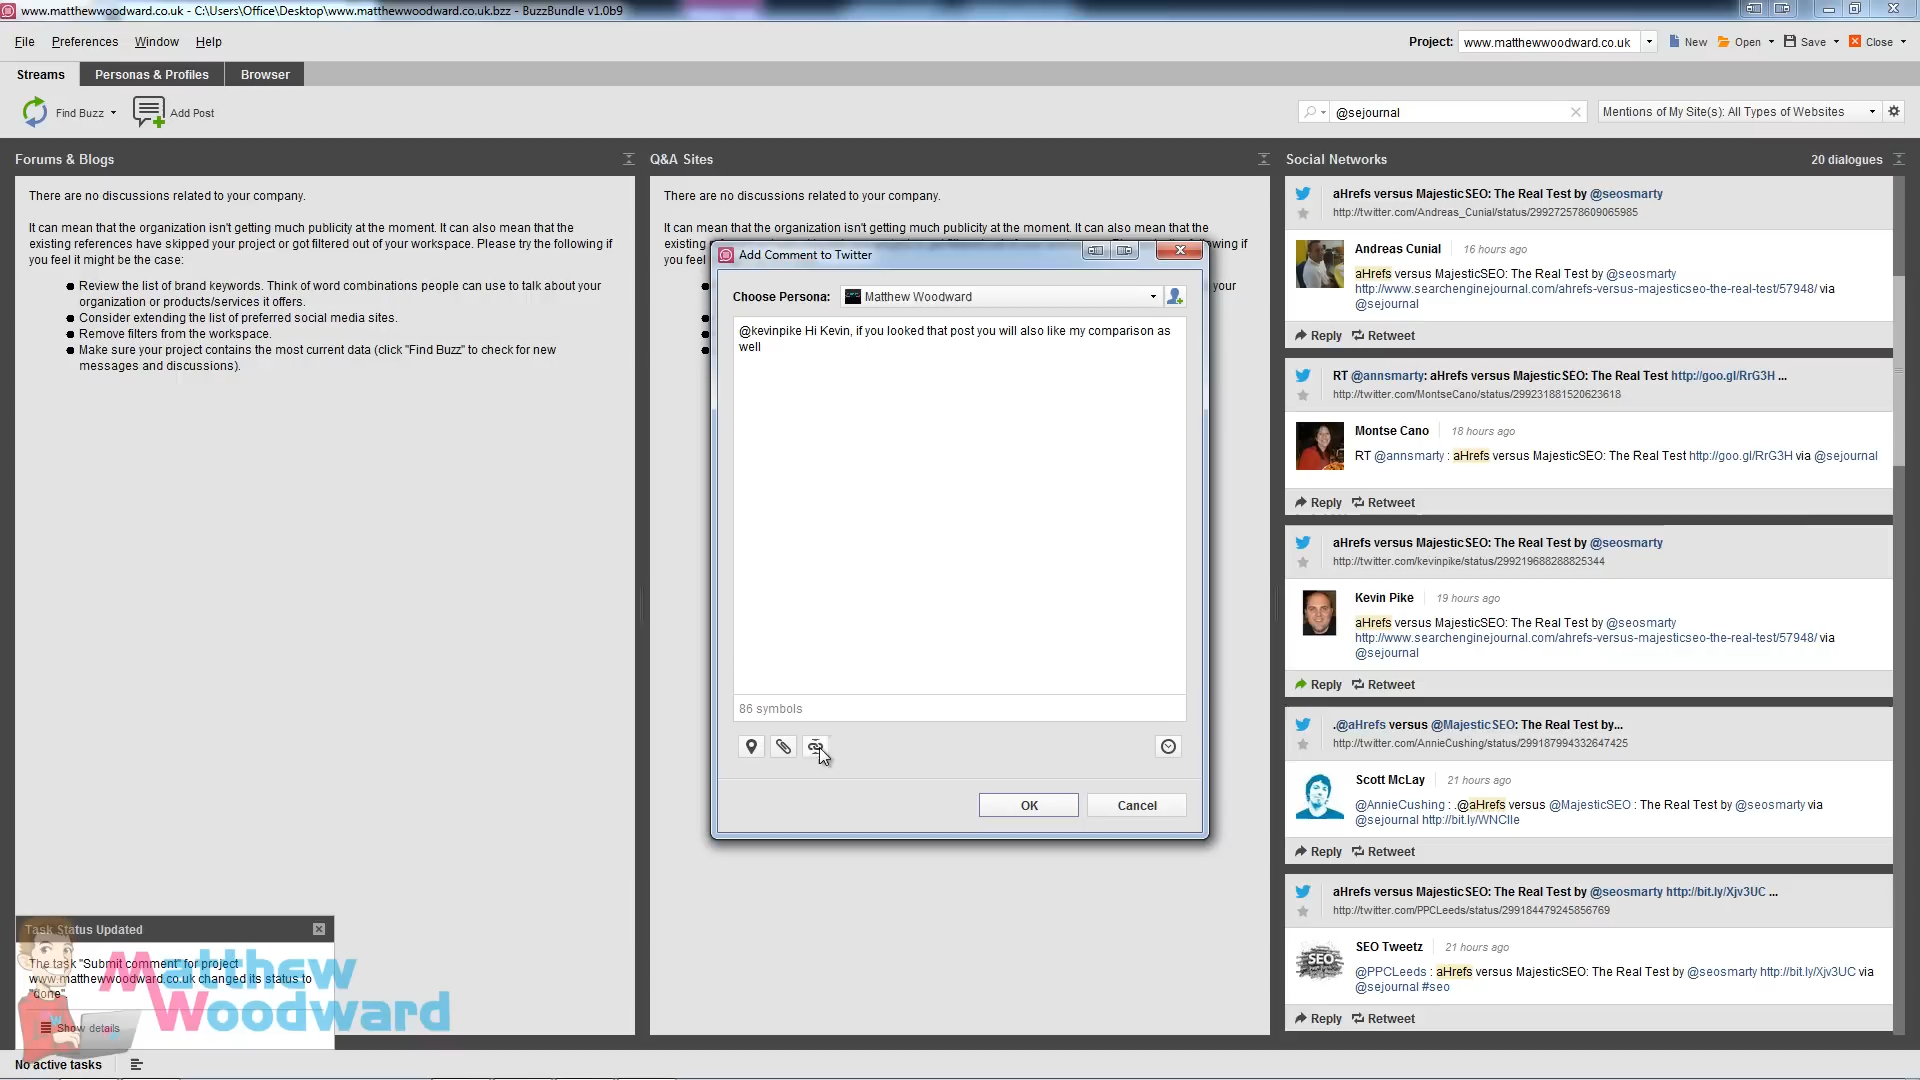 www.matthewwoodward.co.uk - C:\Users\Office\Desktop\www.matthewwoodward.co.uk.bzz - BuzzBundle v1.0b9
File Preferences Window Help
Project: www.matthewwoodward.co.uk New Open Save Close
Streams Personas & Profiles Browser
Find Buzz Add Post
@sejournal
Mentions of My Site(s): All Types of Websites
Forums & Blogs
There are no discussions related to your company.
It can mean that the organization isn't getting much publicity at the moment. It can also mean that the
existing references have skipped your project or got filtered out of your workspace. Please try the following if
you feel it might be the case:
Review the list of brand keywords. Think of word combinations people can use to talk about your
organization or products/services it offers.
Consider extending the list of preferred social media sites.
Remove filters from the workspace.
Make sure your project contains the most current data (click "Find Buzz" to check for new
messages and discussions).
Q&A Sites
There are no discussions related to your company.
It can mean that the organization isn't getting much publicity at the moment. It can also mean that the
existing
wing if
you feel
your
Add Comment to Twitter
Choose Persona: Matthew Woodward
@kevinpike Hi Kevin, if you looked that post you will also like my comparison as
well
86 symbols
OK Cancel
Social Networks 20 dialogues
aHrefs versus MajesticSEO: The Real Test by @seosmarty
http://twitter.com/Andreas_Cunial/status/299272578609065985
Andreas Cunial 16 hours ago
aHrefs versus MajesticSEO: The Real Test by @seosmarty
http://www.searchenginejournal.com/ahrefs-versus-majesticseo-the-real-test/57948/ via
@sejournal
Reply Retweet
RT @annsmarty: aHrefs versus MajesticSEO: The Real Test http://goo.gl/RrG3H ...
http://twitter.com/MontseCano/status/299231881520623618
Montse Cano 18 hours ago
RT @annsmarty : aHrefs versus MajesticSEO: The Real Test http://goo.gl/RrG3H via @sejournal
Reply Retweet
aHrefs versus MajesticSEO: The Real Test by @seosmarty
http://twitter.com/kevinpike/status/299219688288825344
Kevin Pike 19 hours ago
aHrefs versus MajesticSEO: The Real Test by @seosmarty
http://www.searchenginejournal.com/ahrefs-versus-majesticseo-the-real-test/57948/ via
@sejournal
Reply Retweet
.@aHrefs versus @MajesticSEO: The Real Test by...
http://twitter.com/AnnieCushing/status/299187994332647425
Scott McLay 21 hours ago
@AnnieCushing : .@aHrefs versus @MajesticSEO : The Real Test by @seosmarty via
@sejournal http://bit.ly/WNClle
Reply Retweet
aHrefs versus MajesticSEO: The Real Test by @seosmarty http://bit.ly/Xjv3UC ...
http://twitter.com/PPCLeeds/status/299184479245856769
SEO Tweetz 21 hours ago
SEO
@PPCLeeds : aHrefs versus MajesticSEO: The Real Test by @seosmarty http://bit.ly/Xjv3UC via
@sejournal #seo
Reply Retweet
Task Status Updated
The task "Submit comment" for project
www.matthewwoodward.co.uk changed its status to
"done".
Show details
Matthew
Woodward
No active tasks